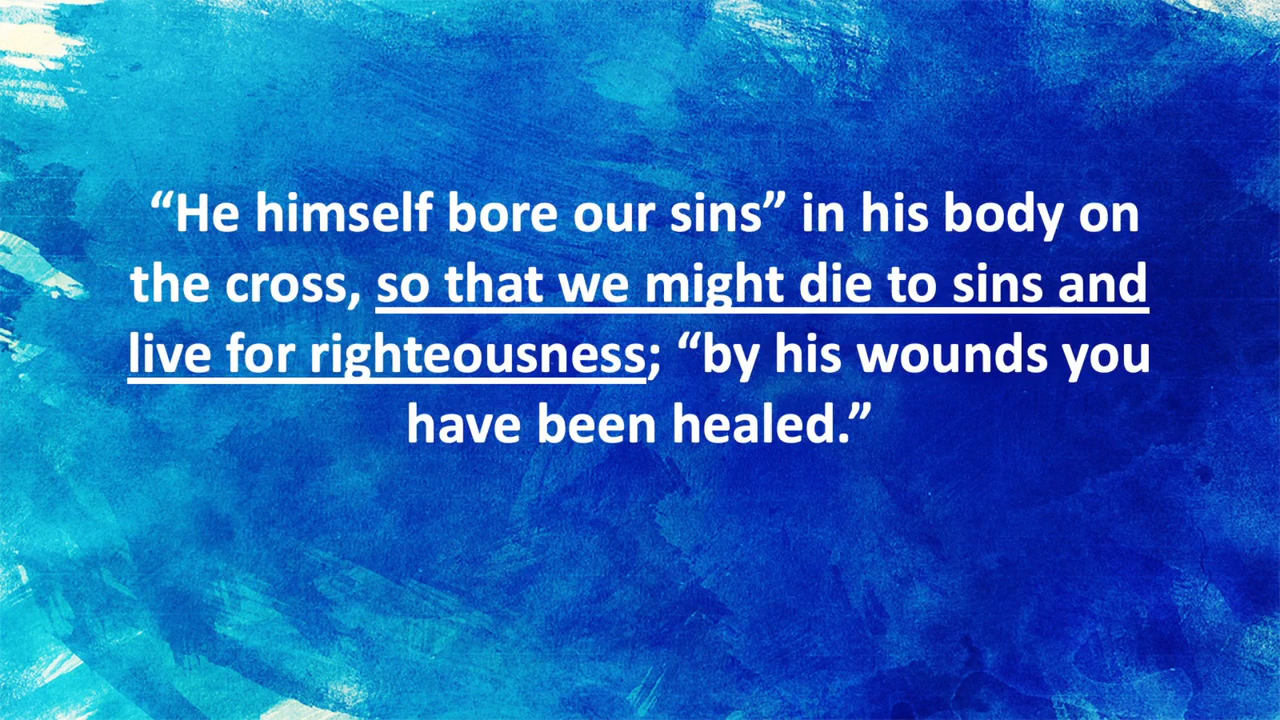 “He himself bore our sins” in his body on
the cross, so that we might die to sins and
live for righteousness; “by his wounds you
have been healed.”